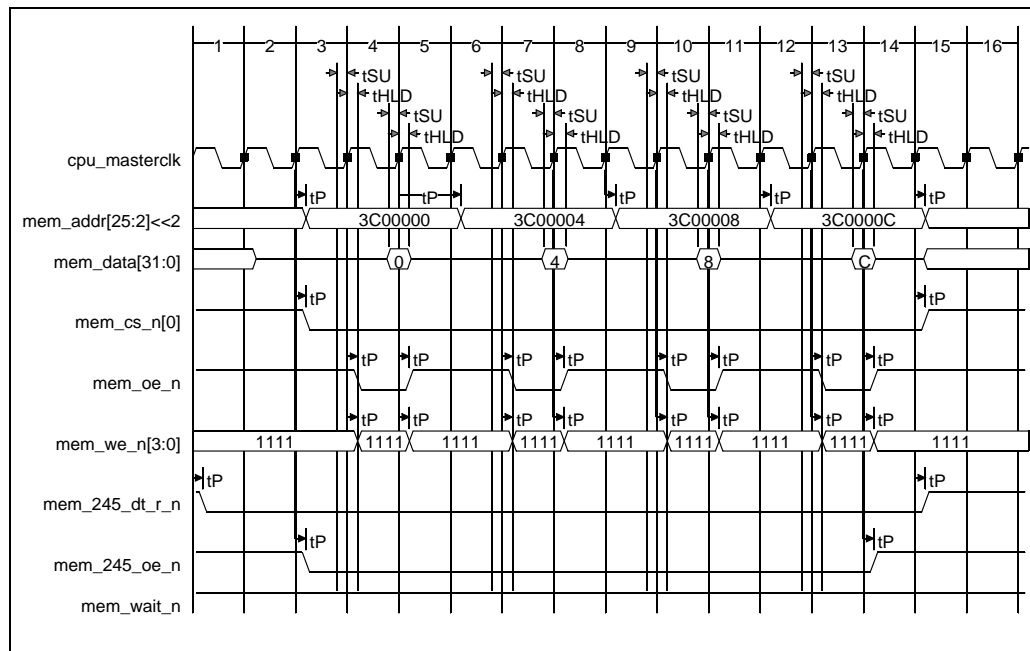 1 2 3 4 5 6 7 8 9 10 11 12 13 14 15 16
tSU tSU tSU tSU
tHLD tHLD tHLD tHLD
tSU tSU tSU tSU
tHLD tHLD tHLD tHLD
cpu_masterclk
tP tP tP tP tP
mem_addr[25:2]<<2 3C00000 3C00004 3C00008 3C0000C
mem_data[31:0] 0 4 8 C
tP tP
mem_cs_n[0]
tP tP tP tP tP tP tP tP
mem_oe_n
tP tP tP tP tP tP tP tP
mem_we_n[3:0] 1111 1111 1111 1111 1111 1111 1111 1111 1111
tP tP
mem_245_dt_r_n
tP tP
mem_245_oe_n
mem_wait_n